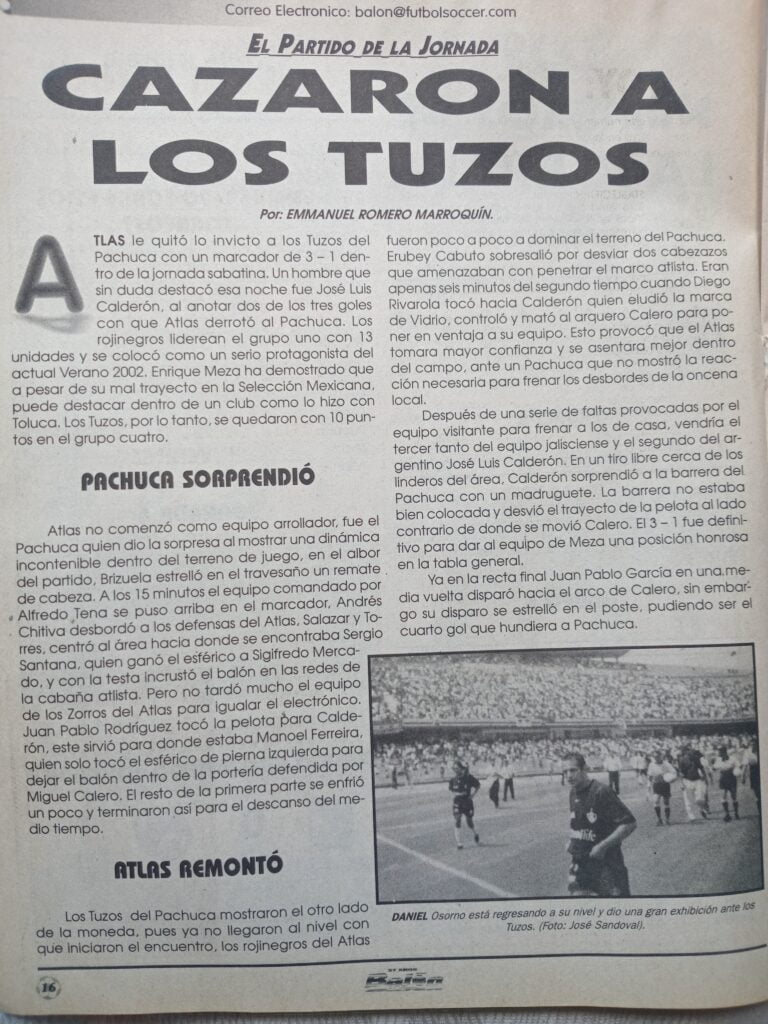 Correo Electronico: balon@futbolsoccer.com
EL PARTIDO DE LA JORNADA
CAZARON A
LOS TUZOS
Por: EMMANUEL ROMERO MARROQUÍN.
ATLAS le quitó lo invicto a los Tuzos del
Pachuca con un marcador de 3 – 1 den-
tro de la jornada sabatina. Un hombre que
sin duda destacó esa noche fue José Luis
Calderón, al anotar dos de los tres goles
con que Atlas derrotó al Pachuca. Los
rojinegros liderean el grupo uno con 13
unidades y se colocó como un serio protagonista del
actual Verano 2002. Enrique Meza ha demostrado que
a pesar de su mal trayecto en la Selección Mexicana,
puede destacar dentro de un club como lo hizo con
Toluca. Los Tuzos, por lo tanto, se quedaron con 10 pun-
tos en el grupo cuatro.
PACHUCA SORPRENDIÓ
Atlas no comenzó como equipo arrollador, fue el
Pachuca quien dio la sorpresa al mostrar una dinámica
incontenible dentro del terreno de juego, en el albor
del partido, Brizuela estrelló en el travesaño un remate
de cabeza. A los 15 minutos el equipo comandado por
Alfredo Tena se puso arriba en el marcador, Andrés
Chitiva desbordó a los defensas del Atlas, Salazar y To-
rres, centró al área hacia donde se encontraba Sergio
Santana, quien ganó el esférico a Sigifredo Merca-
do, y con la testa incrustó el balón en las redes de
la cabaña atlista. Pero no tardó mucho el equipo
de los Zorros del Atlas para igualar el electrónico.
Juan Pablo Rodríguez tocó la pelota para Calde-
rón, este sirvió para donde estaba Manoel Ferreira,
quien solo tocó el esférico de pierna izquierda para
dejar el balón dentro de la portería defendida por
Miguel Calero. El resto de la primera parte se enfrió
un poco y terminaron así para el descanso del me-
dio tiempo.
ATLAS REMONTÓ
Los Tuzos del Pachuca mostraron el otro lado
de la moneda, pues ya no llegaron al nivel con
que iniciaron el encuentro, los rojinegros del Atlas
fueron poco a poco a dominar el terreno del Pachuca.
Erubey Cabuto sobresalió por desviar dos cabezazos
que amenazaban con penetrar el marco atlista. Eran
apenas seis minutos del segundo tiempo cuando Diego
Rivarola tocó hacia Calderón quien eludió la marca
de Vidrio, controló y mató al arquero Calero para po-
ner en ventaja a su equipo. Esto provocó que el Atlas
tomara mayor confianza y se asentara mejor dentro
del campo, ante un Pachuca que no mostró la reac-
ción necesaria para frenar los desbordes de la oncena
local.
Después de una serie de faltas provocadas por el
equipo visitante para frenar a los de casa, vendría el
tercer tanto del equipo jalisciense y el segundo del ar-
gentino José Luis Calderón. En un tiro libre cerca de los
linderos del área, Calderón sorprendió a la barrera del
Pachuca con un madruguete. La barrera no estaba
bien colocada y desvió el trayecto de la pelota al lado
contrario de donde se movió Calero. El 3 – 1 fue defini-
tivo para dar al equipo de Meza una posición honrosa
en la tabla general.
Ya en la recta final Juan Pablo García en una me-
dia vuelta disparó hacia el arco de Calero, sin embar-
go su disparo se estrelló en el poste, pudiendo ser el
cuarto gol que hundiera a Pachuca.
DANIEL Osorno está regresando a su nivel y dio una gran exhibición ante los
Tuzos. (Foto: José Sandoval).
16
Balón